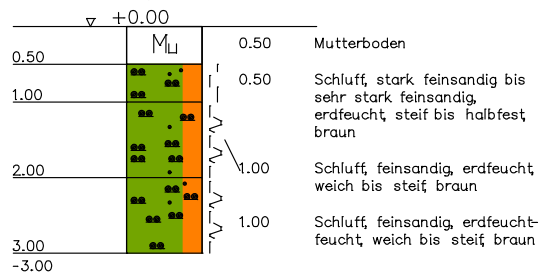 +0.00
Mu 0.50 Mutterboden
0.50
0.50 Schluff, stark feinsandig bis
sehr stark feinsandig,
1.00
erdfeucht, steif bis halbfest,
braun
2.00
1.00 Schluff, feinsandig, erdfeucht,
weich bis steif, braun
1.00 Schluff, feinsandig, erdfeucht-
feucht, weich bis steif, braun
3.00
-3.00